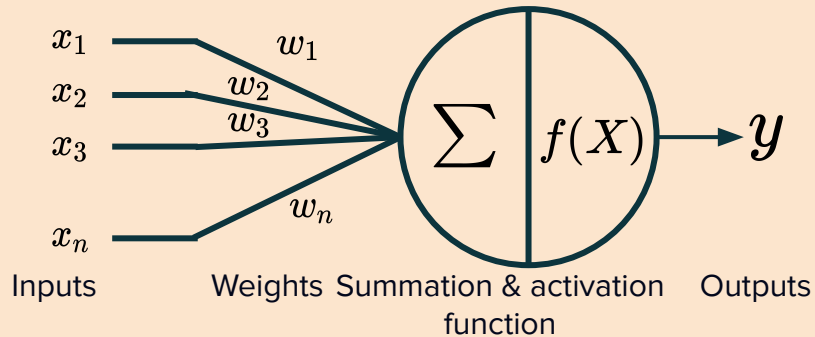 x₁
w₁
x₂
w₂
w₃
x₃
∑
f(X)
y
wₙ
xₙ
Inputs
Weights
Summation & activation
function
Outputs